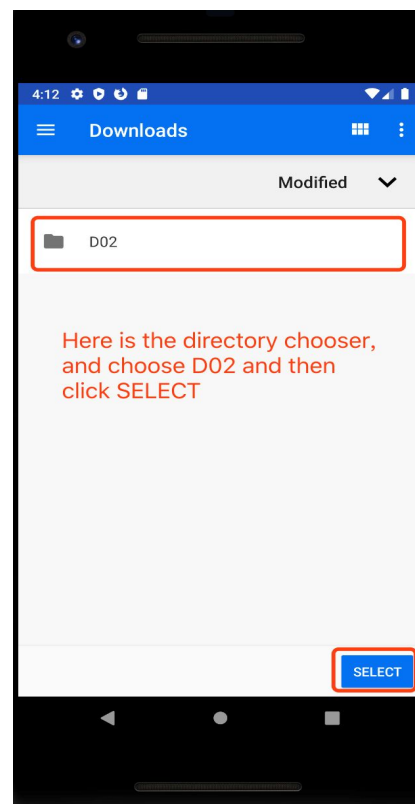 4:12
Downloads
Modified
D02
Here is the directory chooser,
and choose D02 and then
click SELECT
SELECT